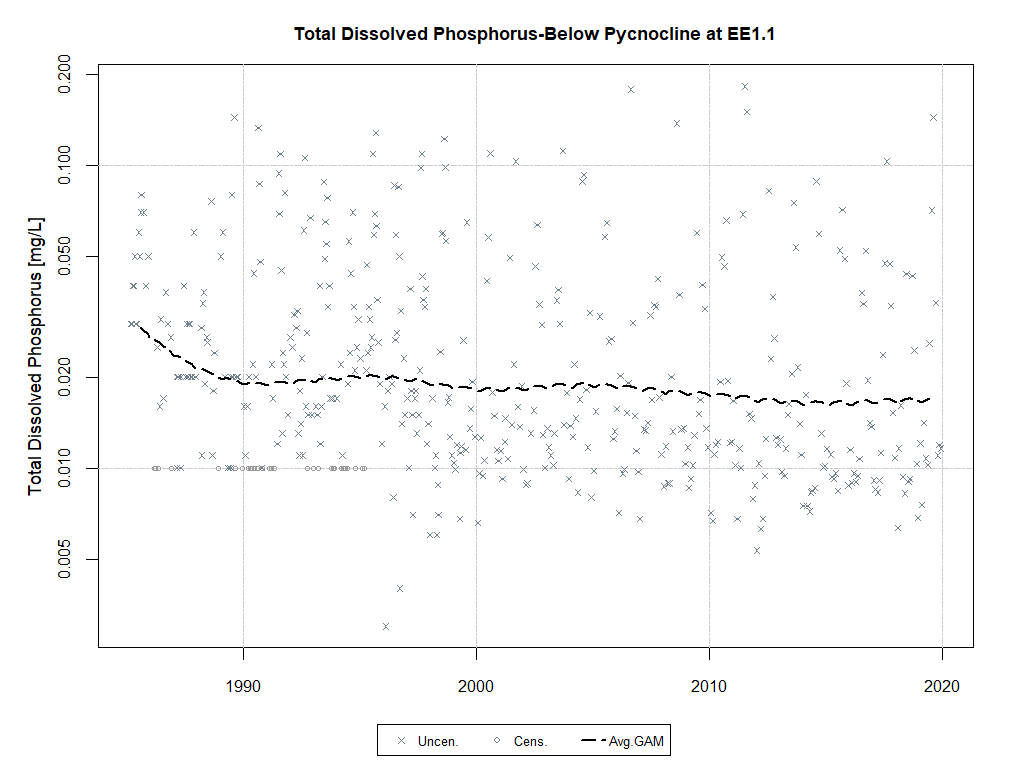 Total Dissolved Phosphorus-Below Pycnocline at EE1.1
Total Dissolved Phosphorus [mg/L]
0.200
0.100
0.050
0.020
0.010
0.005
1990 2000 2010 2020
Uncen. Cens. Avg.GAM